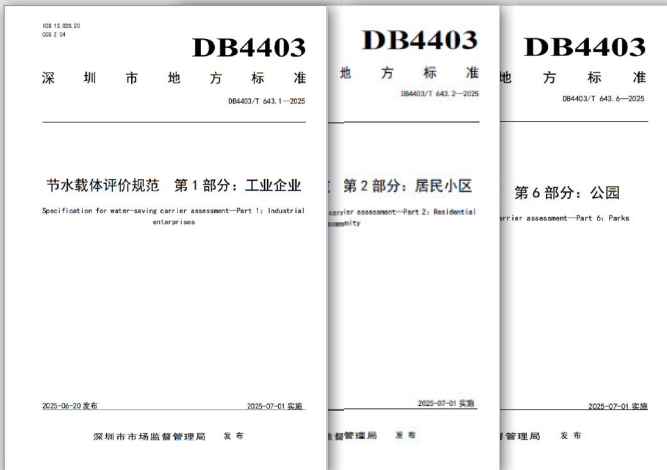 ICS 13.020.20
CCS Z 04
DB4403
深圳市地方标准
DB4403/T 643.1—2025
节水载体评价规范 第1部分：工业企业
Specification for water-saving carrier assessment—Part 1: Industrial
enterprises
2025-06-20 发布
2025-07-01 实施
深圳市市场监督管理局 发布
DB4403
地方标准
DB4403/T 643.2—2025
第2部分：居民小区
carrier assessment—Part 2: Residential
community
2025-07-01 实施
监督管理局 发布
DB4403
地方标准
DB4403/T 643.6—2025
第6部分：公园
carrier assessment—Part 6: Parks
2025-07-01 实施
管理局 发布